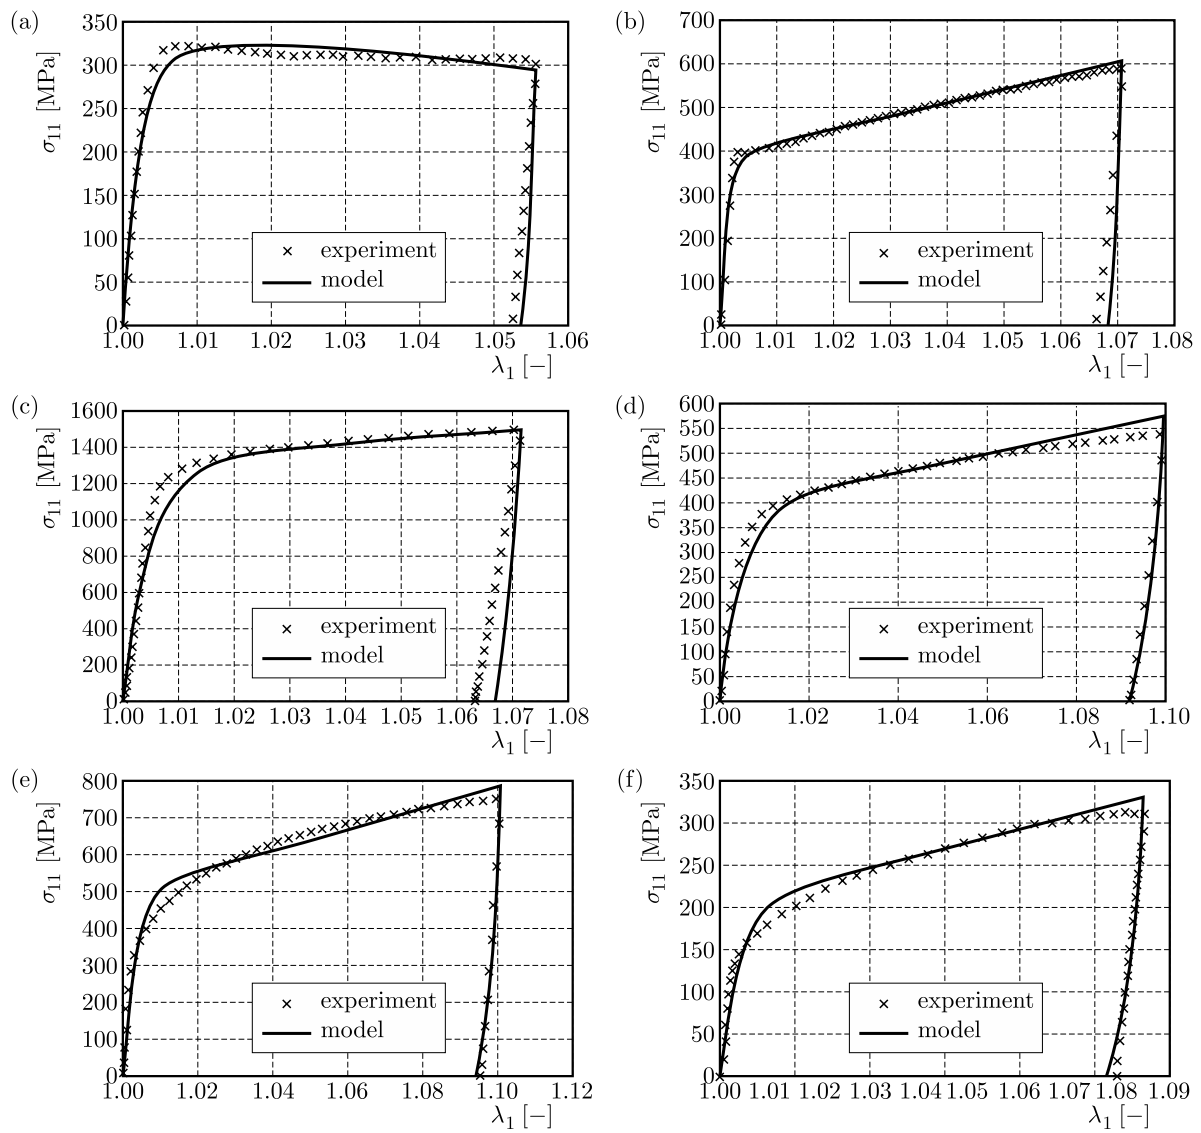 (a)
σ11 [MPa]
350
300
250
200
150
100
50
0
experiment
model
1.00 1.01 1.02 1.03 1.04 1.05 1.06
λ1 [−]
(b)
σ11 [MPa]
700
600
500
400
300
200
100
0
experiment
model
1.00 1.01 1.02 1.03 1.04 1.05 1.06 1.07 1.08
λ1 [−]
(c)
σ11 [MPa]
1600
1400
1200
1000
800
600
400
200
0
experiment
model
1.00 1.01 1.02 1.03 1.04 1.05 1.06 1.07 1.08
λ1 [−]
(d)
σ11 [MPa]
600
550
500
450
400
350
300
250
200
150
100
50
0
experiment
model
1.00 1.02 1.04 1.06 1.08 1.10
λ1 [−]
(e)
σ11 [MPa]
800
700
600
500
400
300
200
100
0
experiment
model
1.00 1.02 1.04 1.06 1.08 1.10 1.12
λ1 [−]
(f)
σ11 [MPa]
350
300
250
200
150
100
50
0
experiment
model
1.00 1.01 1.02 1.03 1.04 1.05 1.06 1.07 1.08 1.09
λ1 [−]